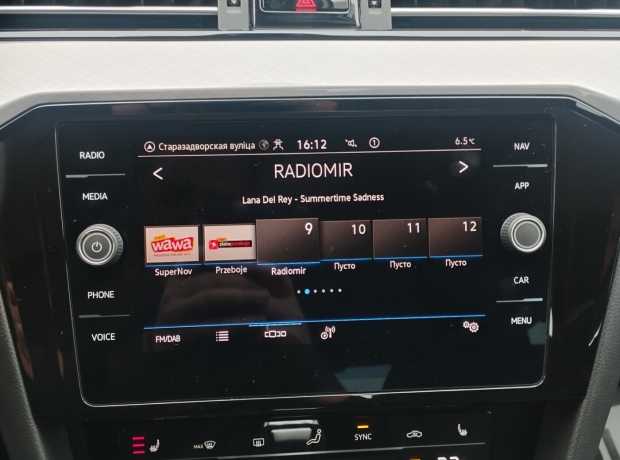 RADIO
MEDIA
PHONE
VOICE
Старазадворская вуліца 16:12 6.5°C
RADIOMIR
Lana Del Rey - Summertime Sadness
wawa
9
10
11
12
SuperNov
Przeboje
Radiomir
Пусто
Пусто
Пусто
FM/DAB
NAV
APP
CAR
MENU
MAX
SYNC